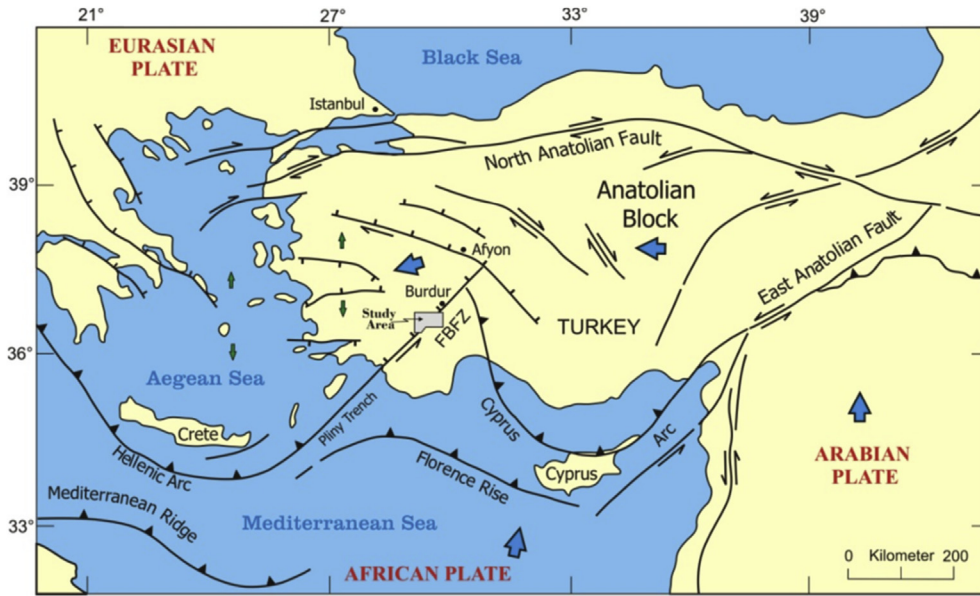 21°
27°
33°
39°
EURASIAN
PLATE
Black Sea
Istanbul
North Anatolian Fault
39°
Anatolian
Block
Afyon
East Anatolian Fault
Burdur
Study
Area
FBFZ
TURKEY
36°
Aegean Sea
Pliny Trench
Cyprus
Arc
Crete
Hellenic Arc
Florence Rise
Cyprus
ARABIAN
PLATE
Mediterranean Ridge
33°
Mediterranean Sea
0 Kilometer 200
AFRICAN PLATE